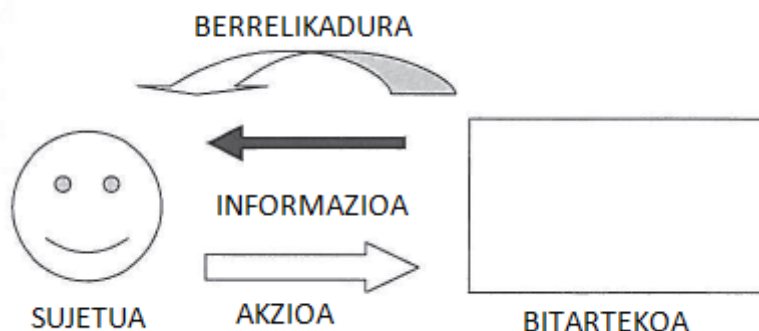 BERRELIKADURA
INFORMAZIOA
SUJETUA
AKZIOA
BITARTEKOA